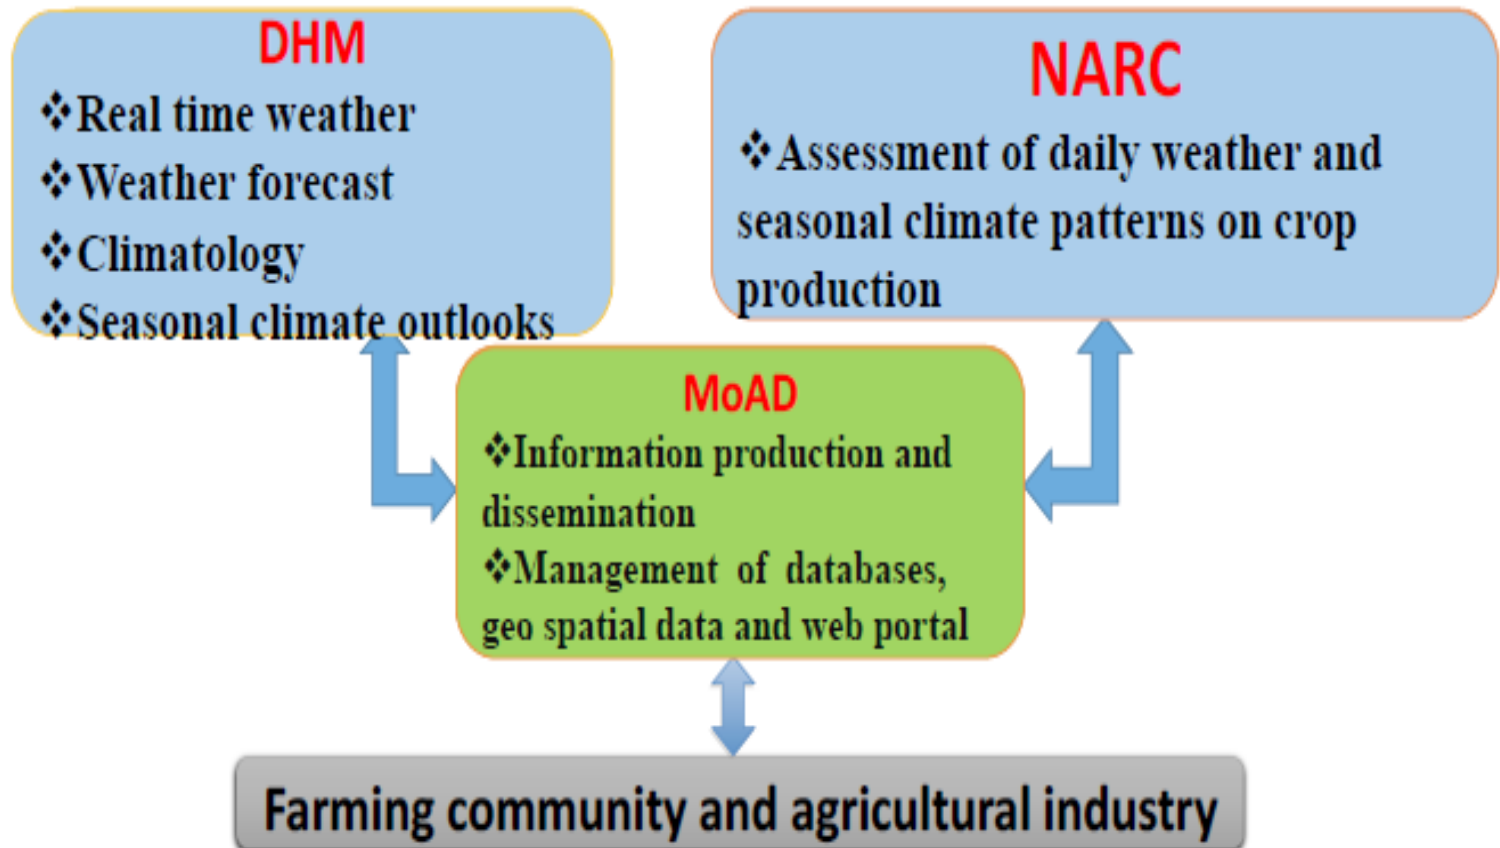 DHM
❖Real time weather
❖Weather forecast
❖Climatology
❖Seasonal climate outlooks
NARC
❖Assessment of daily weather and
seasonal climate patterns on crop
production
MoAD
❖Information production and
dissemination
❖Management of databases,
geo spatial data and web portal
Farming community and agricultural industry